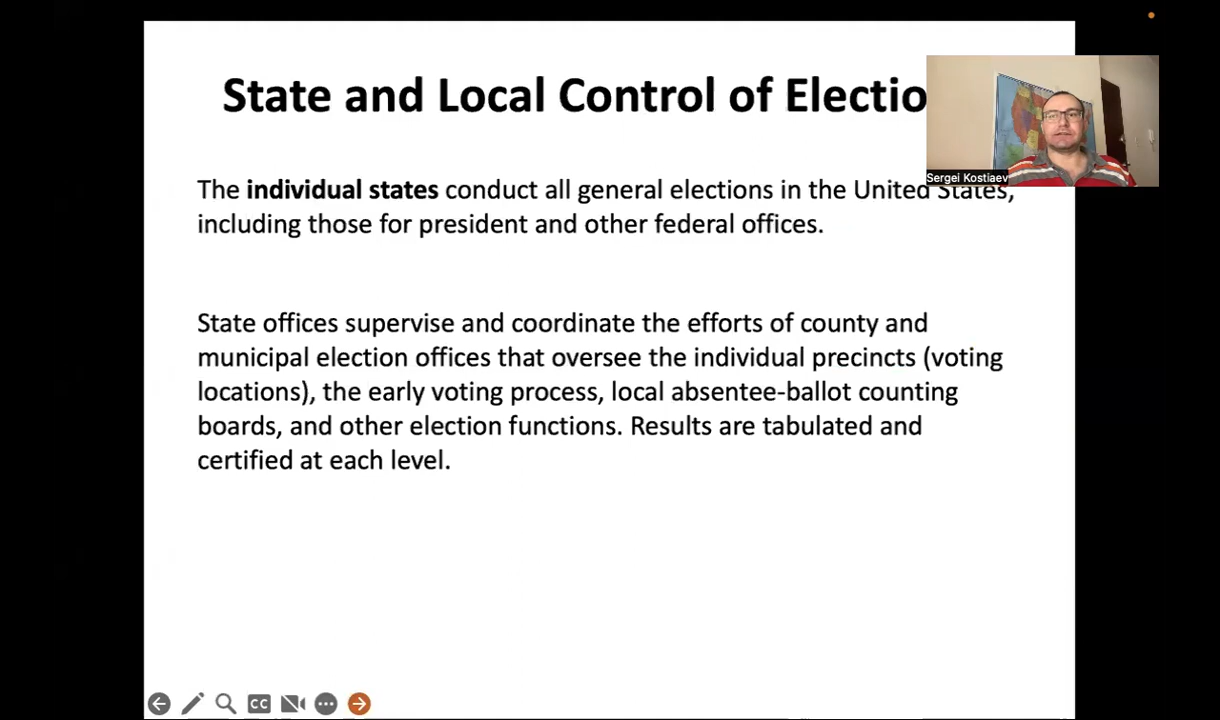 State and Local Control of Electio
Sergei Kostiaev
The individual states conduct all general elections in the United States,
including those for president and other federal offices.
State offices supervise and coordinate the efforts of county and
municipal election offices that oversee the individual precincts (voting
locations), the early voting process, local absentee-ballot counting
boards, and other election functions. Results are tabulated and
certified at each level.
CC